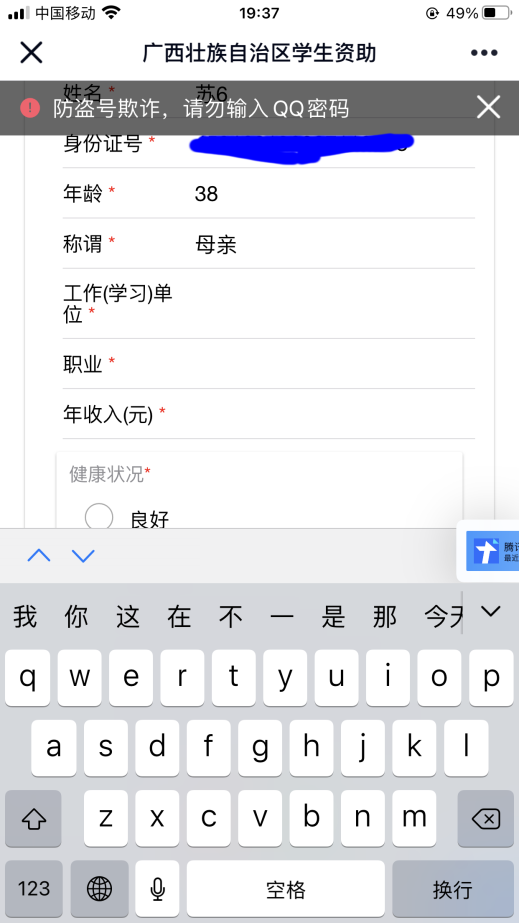 中国移动
19:37
49%
广西壮族自治区学生资助
姓名 * 苏6
防盗号欺诈，请勿输入QQ密码
身份证号 *
年龄 * 38
称谓 * 母亲
工作(学习)单
位 *
职业 *
年收入(元) *
健康状况*
良好
腾讯
最近
我 你 这 在 不 一 是 那 今天
q w e r t y u i o p
a s d f g h j k l
z x c v b n m
123 空格 换行